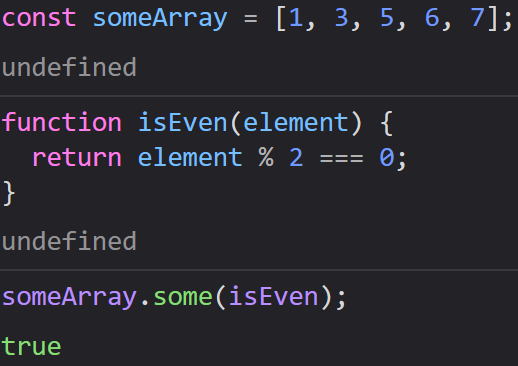 const someArray = [1, 3, 5, 6, 7];
undefined
function isEven(element) {
  return element % 2 === 0;
}
undefined
someArray.some(isEven);
true